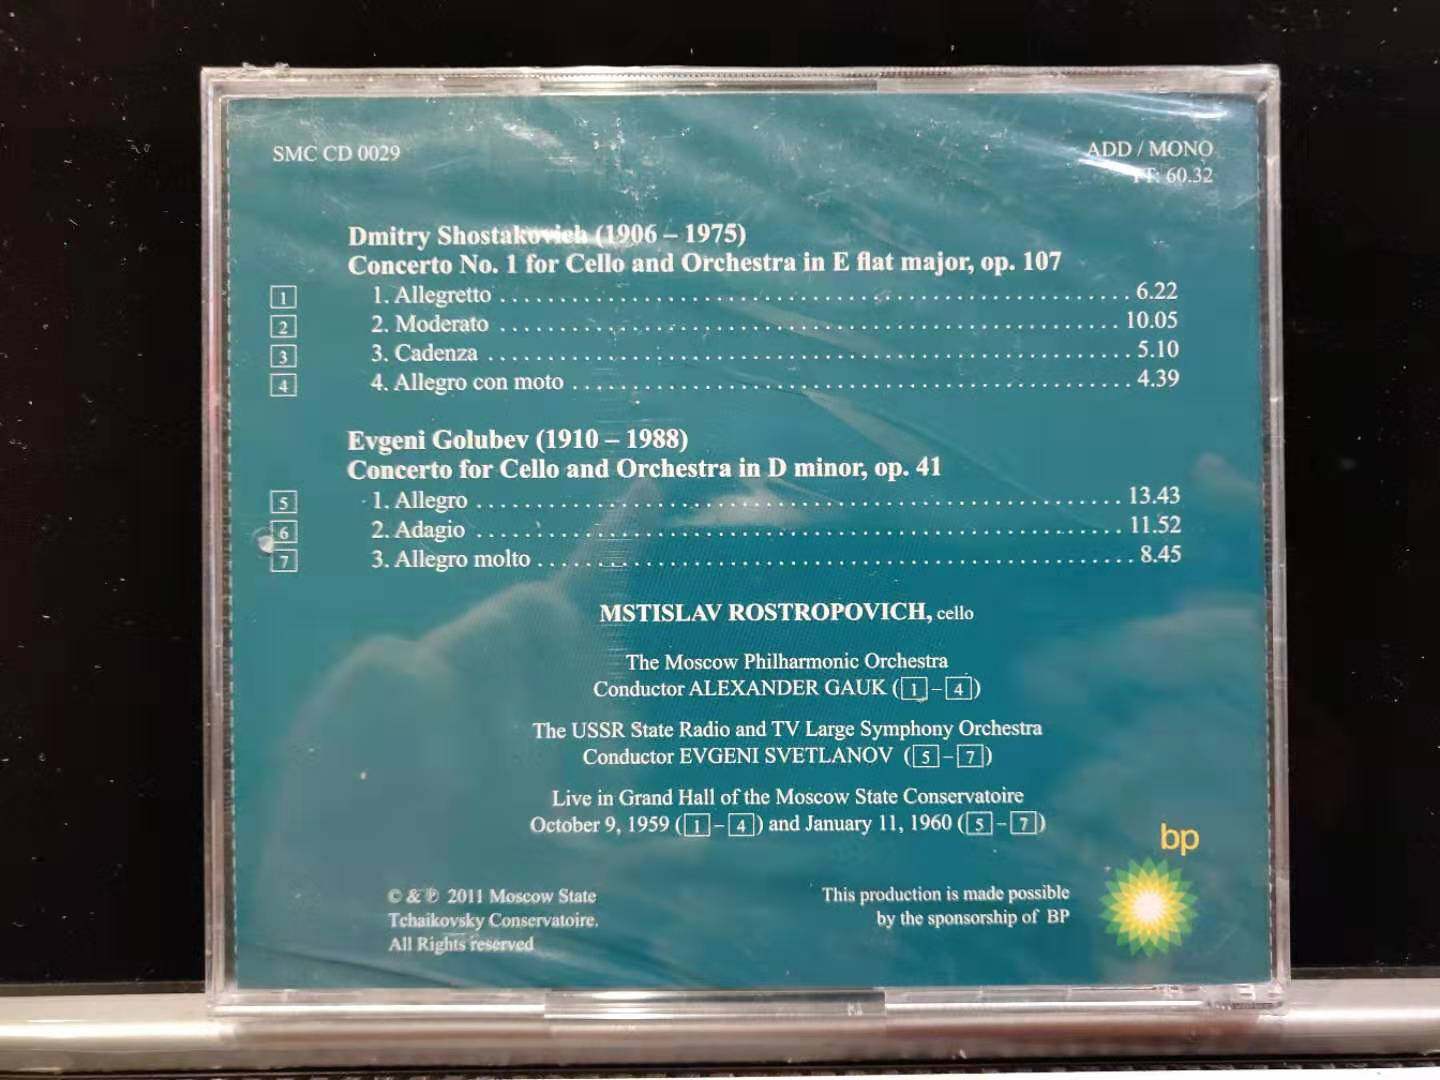 SMC CD 0029
ADD / MONO
TT: 60.32
Dmitry Shostakovich (1906 – 1975)
Concerto No. 1 for Cello and Orchestra in E flat major, op. 107
1 1. Allegretto 6.22
2 2. Moderato 10.05
3 3. Cadenza 5.10
4 4. Allegro con moto 4.39
Evgeni Golubev (1910 – 1988)
Concerto for Cello and Orchestra in D minor, op. 41
5 1. Allegro 13.43
6 2. Adagio 11.52
7 3. Allegro molto 8.45
MSTISLAV ROSTROPOVICH, cello
The Moscow Philharmonic Orchestra
Conductor ALEXANDER GAUK (1–4)
The USSR State Radio and TV Large Symphony Orchestra
Conductor EVGENI SVETLANOV (5–7)
Live in Grand Hall of the Moscow State Conservatoire
October 9, 1959 (1–4) and January 11, 1960 (5–7)
bp
© & ℗ 2011 Moscow State
Tchaikovsky Conservatoire.
All Rights reserved
This production is made possible
by the sponsorship of BP